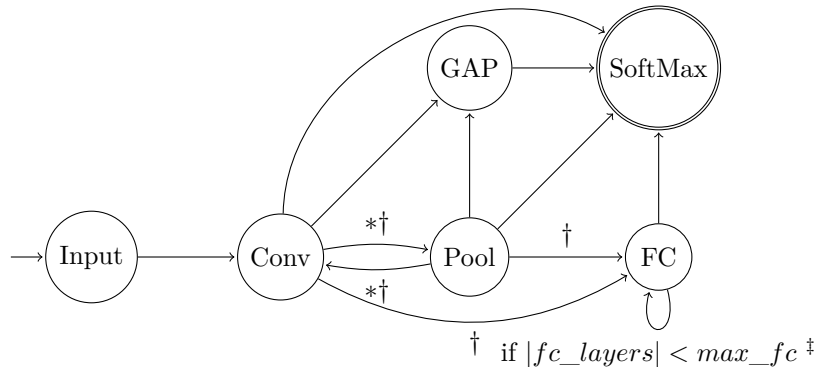 GAP
SoftMax
*†
†
Input
Conv
Pool
FC
*†
†
if |fc_layers| < max_fc ‡